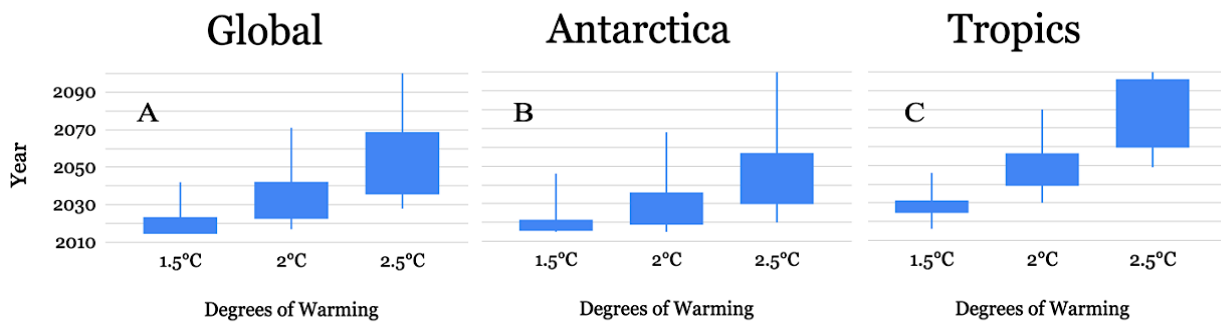 Global
Antarctica
Tropics
A
B
C
Year
2090
2070
2050
2030
2010
1.5°C
2°C
2.5°C
1.5°C
2°C
2.5°C
1.5°C
2°C
2.5°C
Degrees of Warming
Degrees of Warming
Degrees of Warming